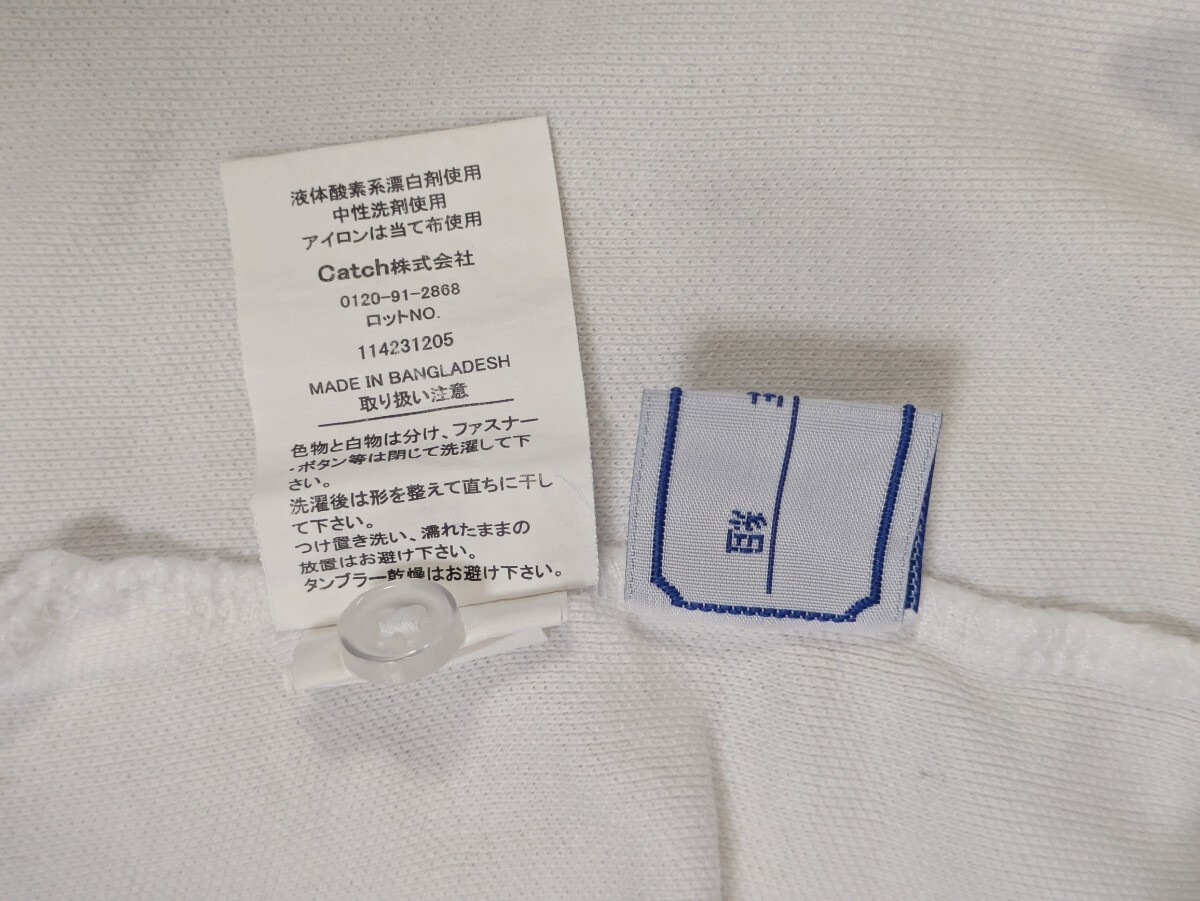 液体酸素系漂白剤使用
中性洗剤使用
アイロンは当て布使用
Catch株式会社
0120-91-2868
ロットNO.
114231205
MADE IN BANGLADESH
取り扱い注意
色物と白物は分け、ファスナー
・ボタン等は閉じて洗濯して下
さい。
洗濯後は形を整えて直ちに干し
て下さい。
つけ置き洗い、濡れたままの
放置はお避け下さい。
タンブラー乾燥はお避け下さい。
組